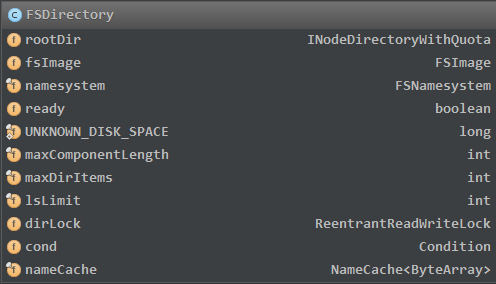 FSDirectory
rootDir INodeDirectoryWithQuota
fsImage FSImage
namesystem FSNamesystem
ready boolean
UNKNOWN_DISK_SPACE long
maxComponentLength int
maxDirItems int
lsLimit int
dirLock ReentrantReadWriteLock
cond Condition
nameCache NameCache<ByteArray>